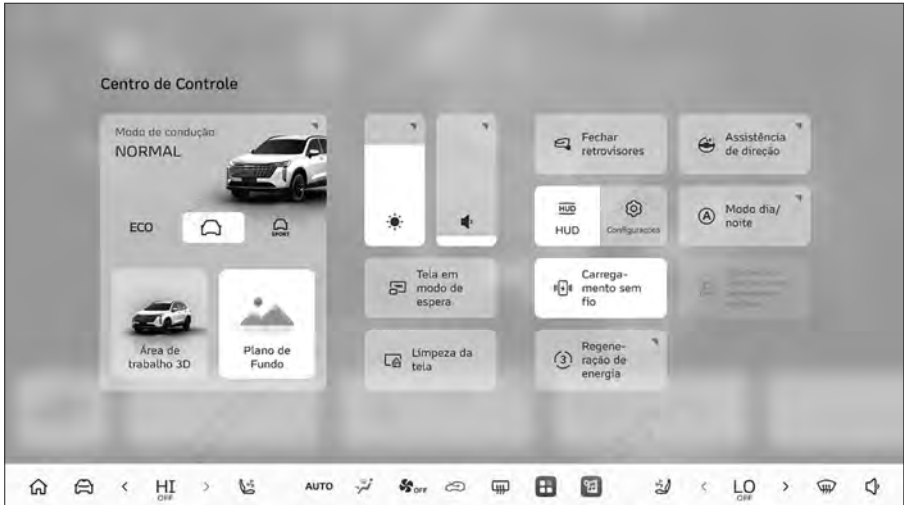 Centro de Controle
Modo de condução
NORMAL
ECO
SPORT
Área de
trabalho 3D
Plano de
Fundo
Tela em
modo de
espera
Limpeza da
tela
Fechar
retrovisores
Assistência
de direção
HUD
HUD
Configurações
A
Modo dia/
noite
Carrega-
mento sem
fio
3
Regene-
ração de
energia
HI
OFF
AUTO
OFF
LO
OFF